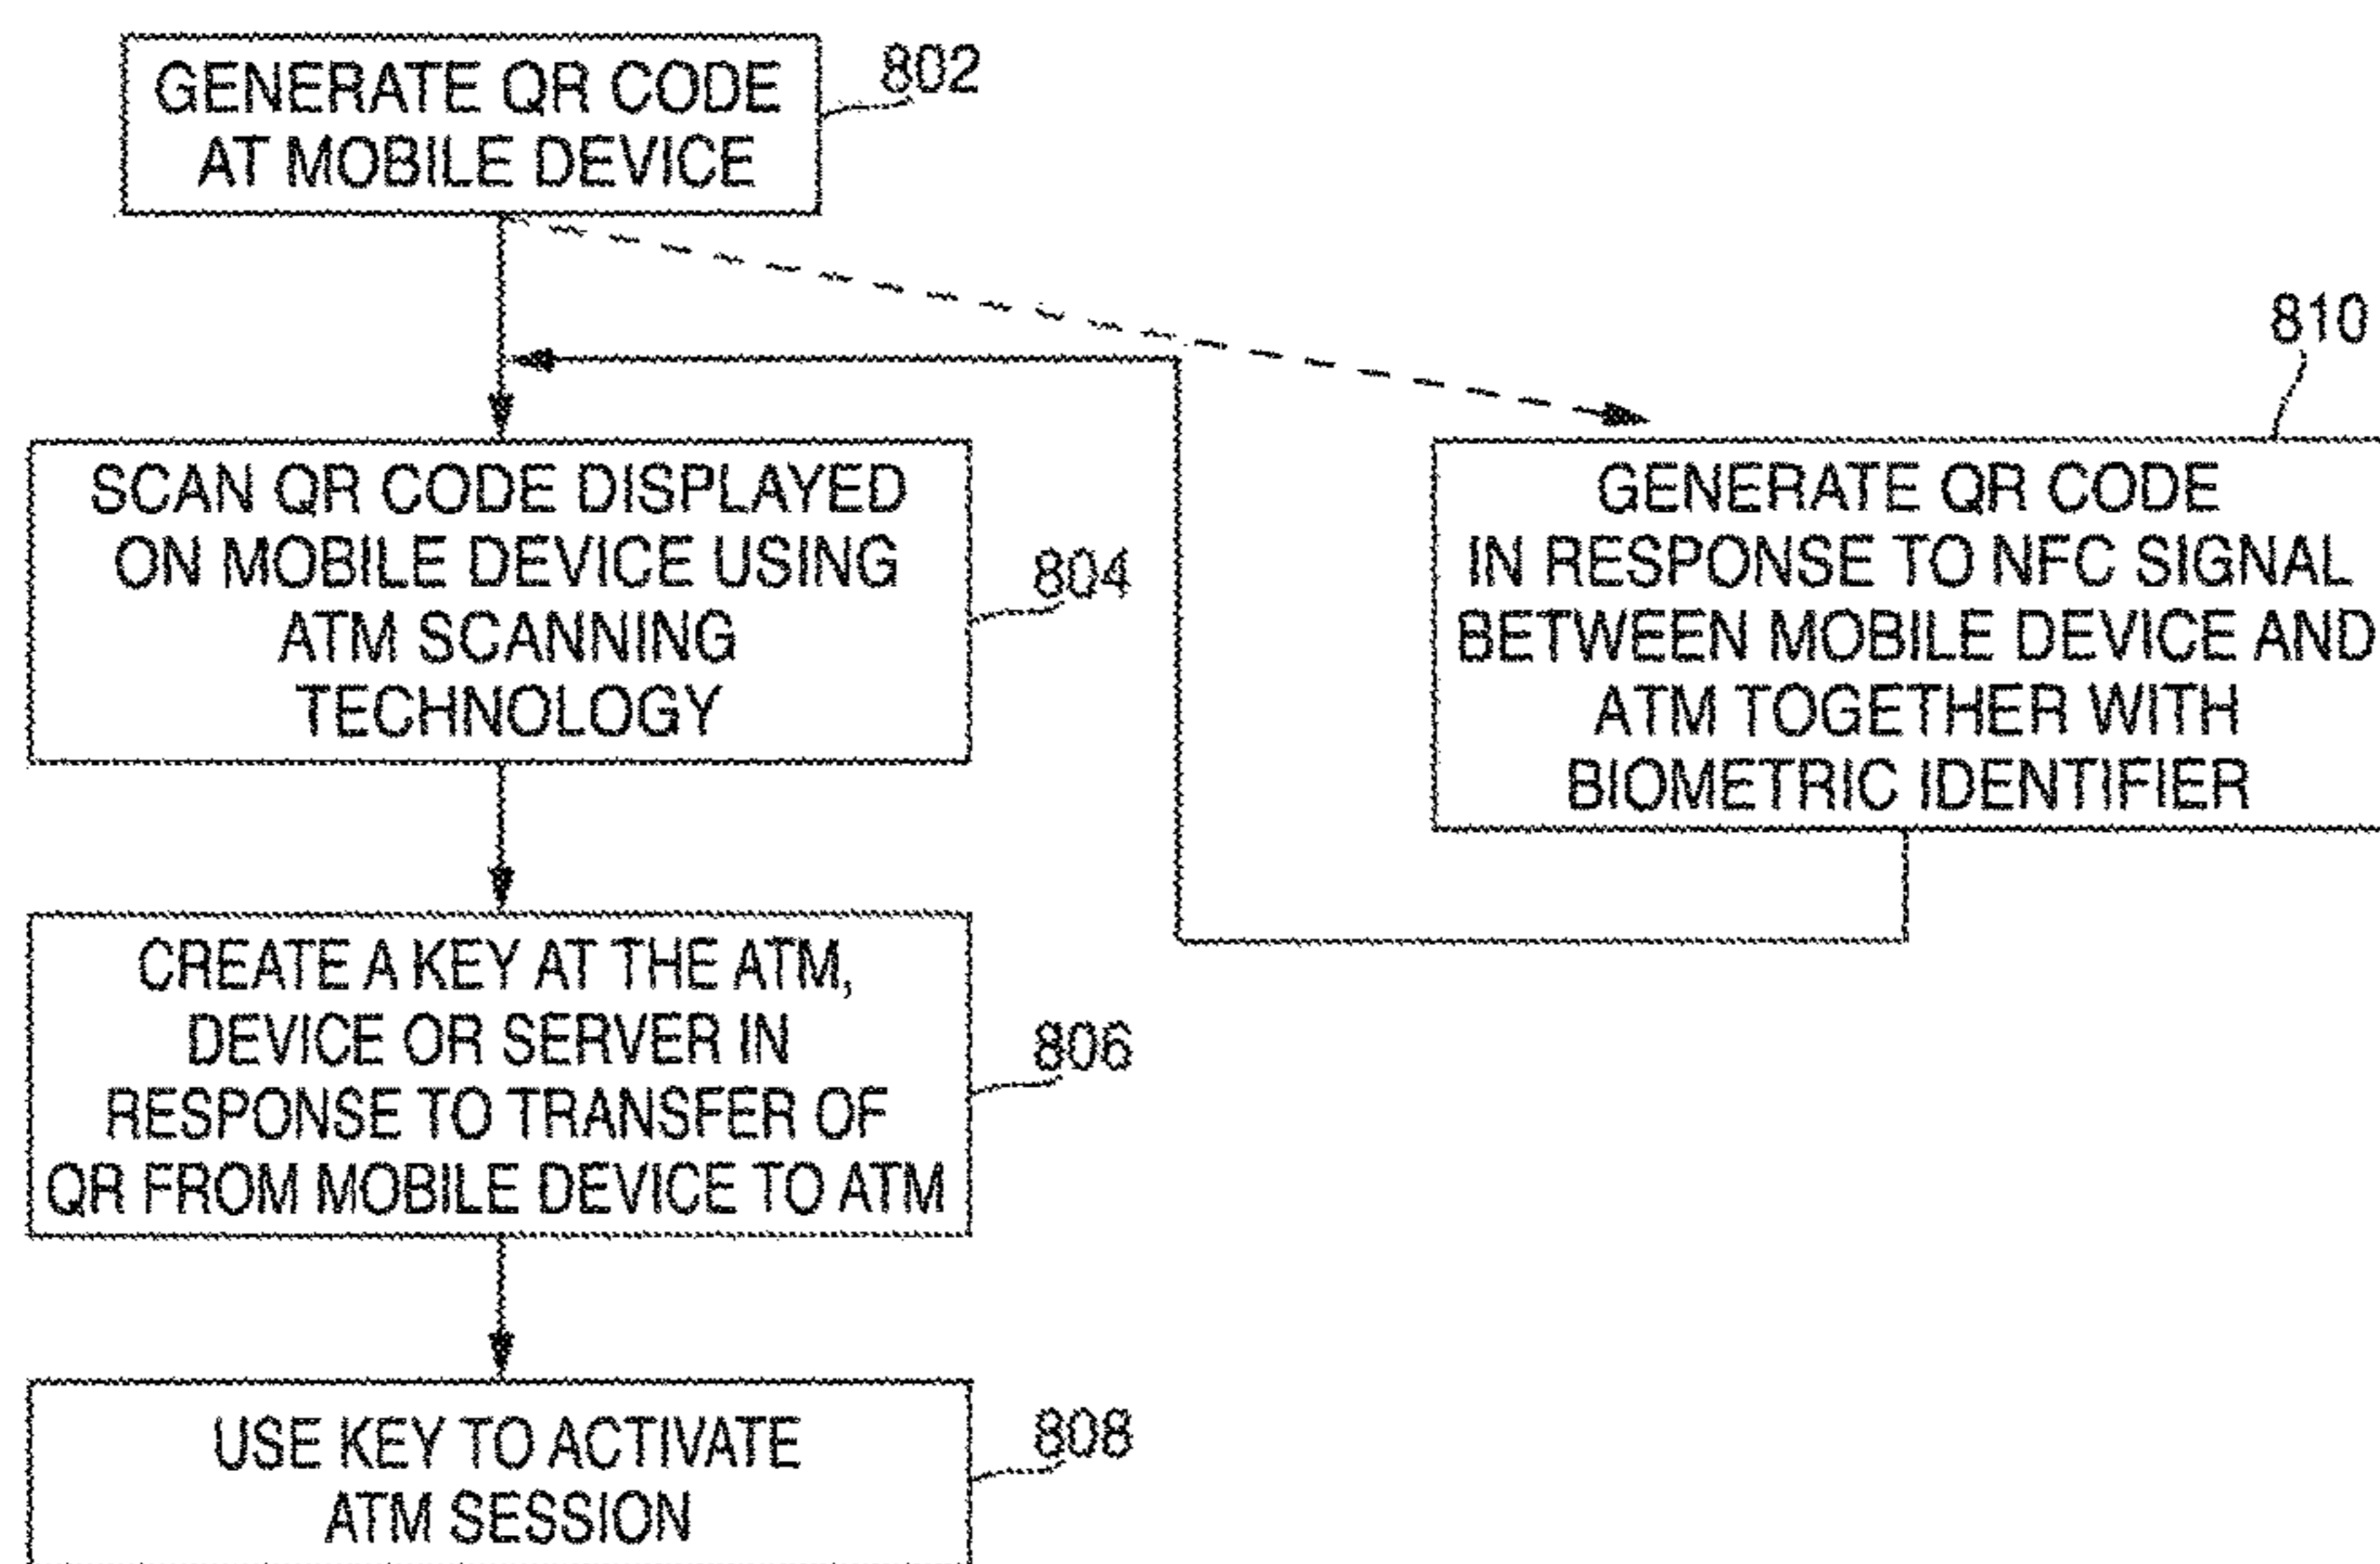 GENERATE QR CODE
AT MOBILE DEVICE
802
810
SCAN QR CODE DISPLAYED
ON MOBILE DEVICE USING
ATM SCANNING
TECHNOLOGY
804
GENERATE QR CODE
IN RESPONSE TO NFC SIGNAL
BETWEEN MOBILE DEVICE AND
ATM TOGETHER WITH
BIOMETRIC IDENTIFIER
CREATE A KEY AT THE ATM,
DEVICE OR SERVER IN
RESPONSE TO TRANSFER OF
QR FROM MOBILE DEVICE TO ATM
806
USE KEY TO ACTIVATE
ATM SESSION
808